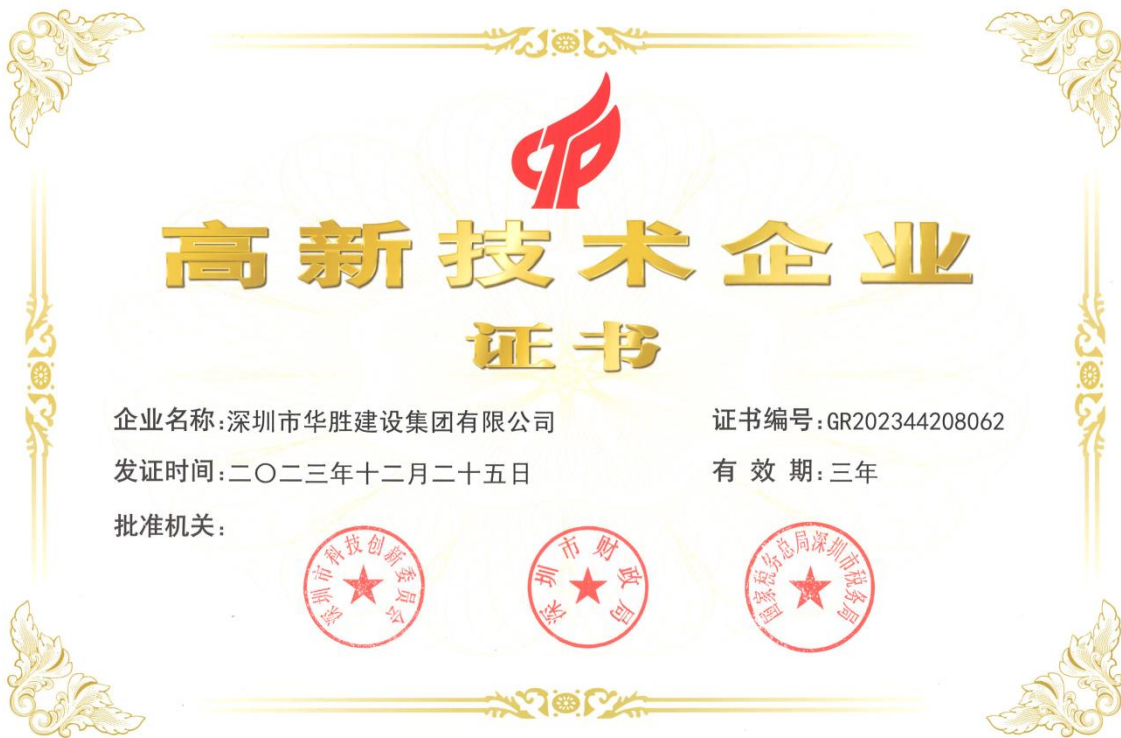 高新技术企业
证书
企业名称:深圳市华胜建设集团有限公司
证书编号:GR202344208062
发证时间:二〇二三年十二月二十五日
有 效 期:三年
批准机关:
深圳市科技创新委员会
深圳市财政局
国家税务总局深圳市税务局